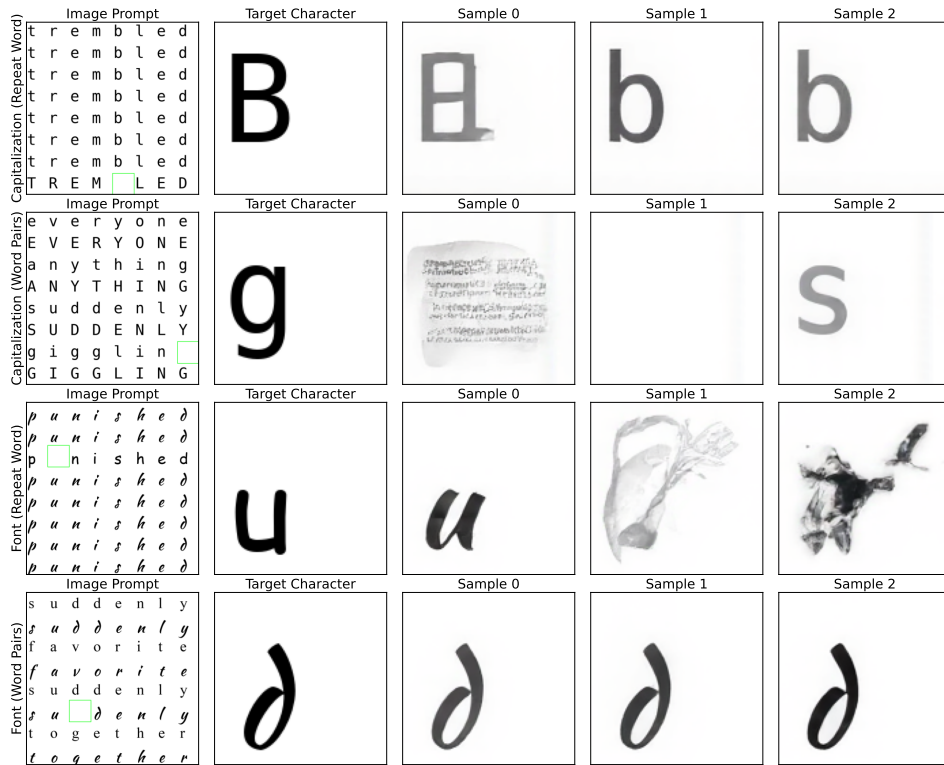 Image Prompt Target Character Sample 0 Sample 1 Sample 2
Capitalization (Repeat Word)
t r e m b l e d
t r e m b l e d
t r e m b l e d
t r e m b l e d
t r e m b l e d
t r e m b l e d
t r e m b l e d
T R E M L E D
B b b
Image Prompt Target Character Sample 0 Sample 1 Sample 2
Capitalization (Word Pairs)
e v e r y o n e
E V E R Y O N E
a n y t h i n g
A N Y T H I N G
s u d d e n l y
S U D D E N L Y
g i g g l i n
G I G G L I N G
g s
Image Prompt Target Character Sample 0 Sample 1 Sample 2
Font (Repeat Word)
p u n i s h e d
p u n i s h e d
p n i s h e d
p u n i s h e d
p u n i s h e d
p u n i s h e d
p u n i s h e d
p u n i s h e d
u u
Image Prompt Target Character Sample 0 Sample 1 Sample 2
Font (Word Pairs)
s u d d e n l y
s u d d e n l y
f a v o r i t e
f a v o r i t e
s u d d e n l y
s u d e n l y
t o g e t h e r
t o g e t h e r
d d d d